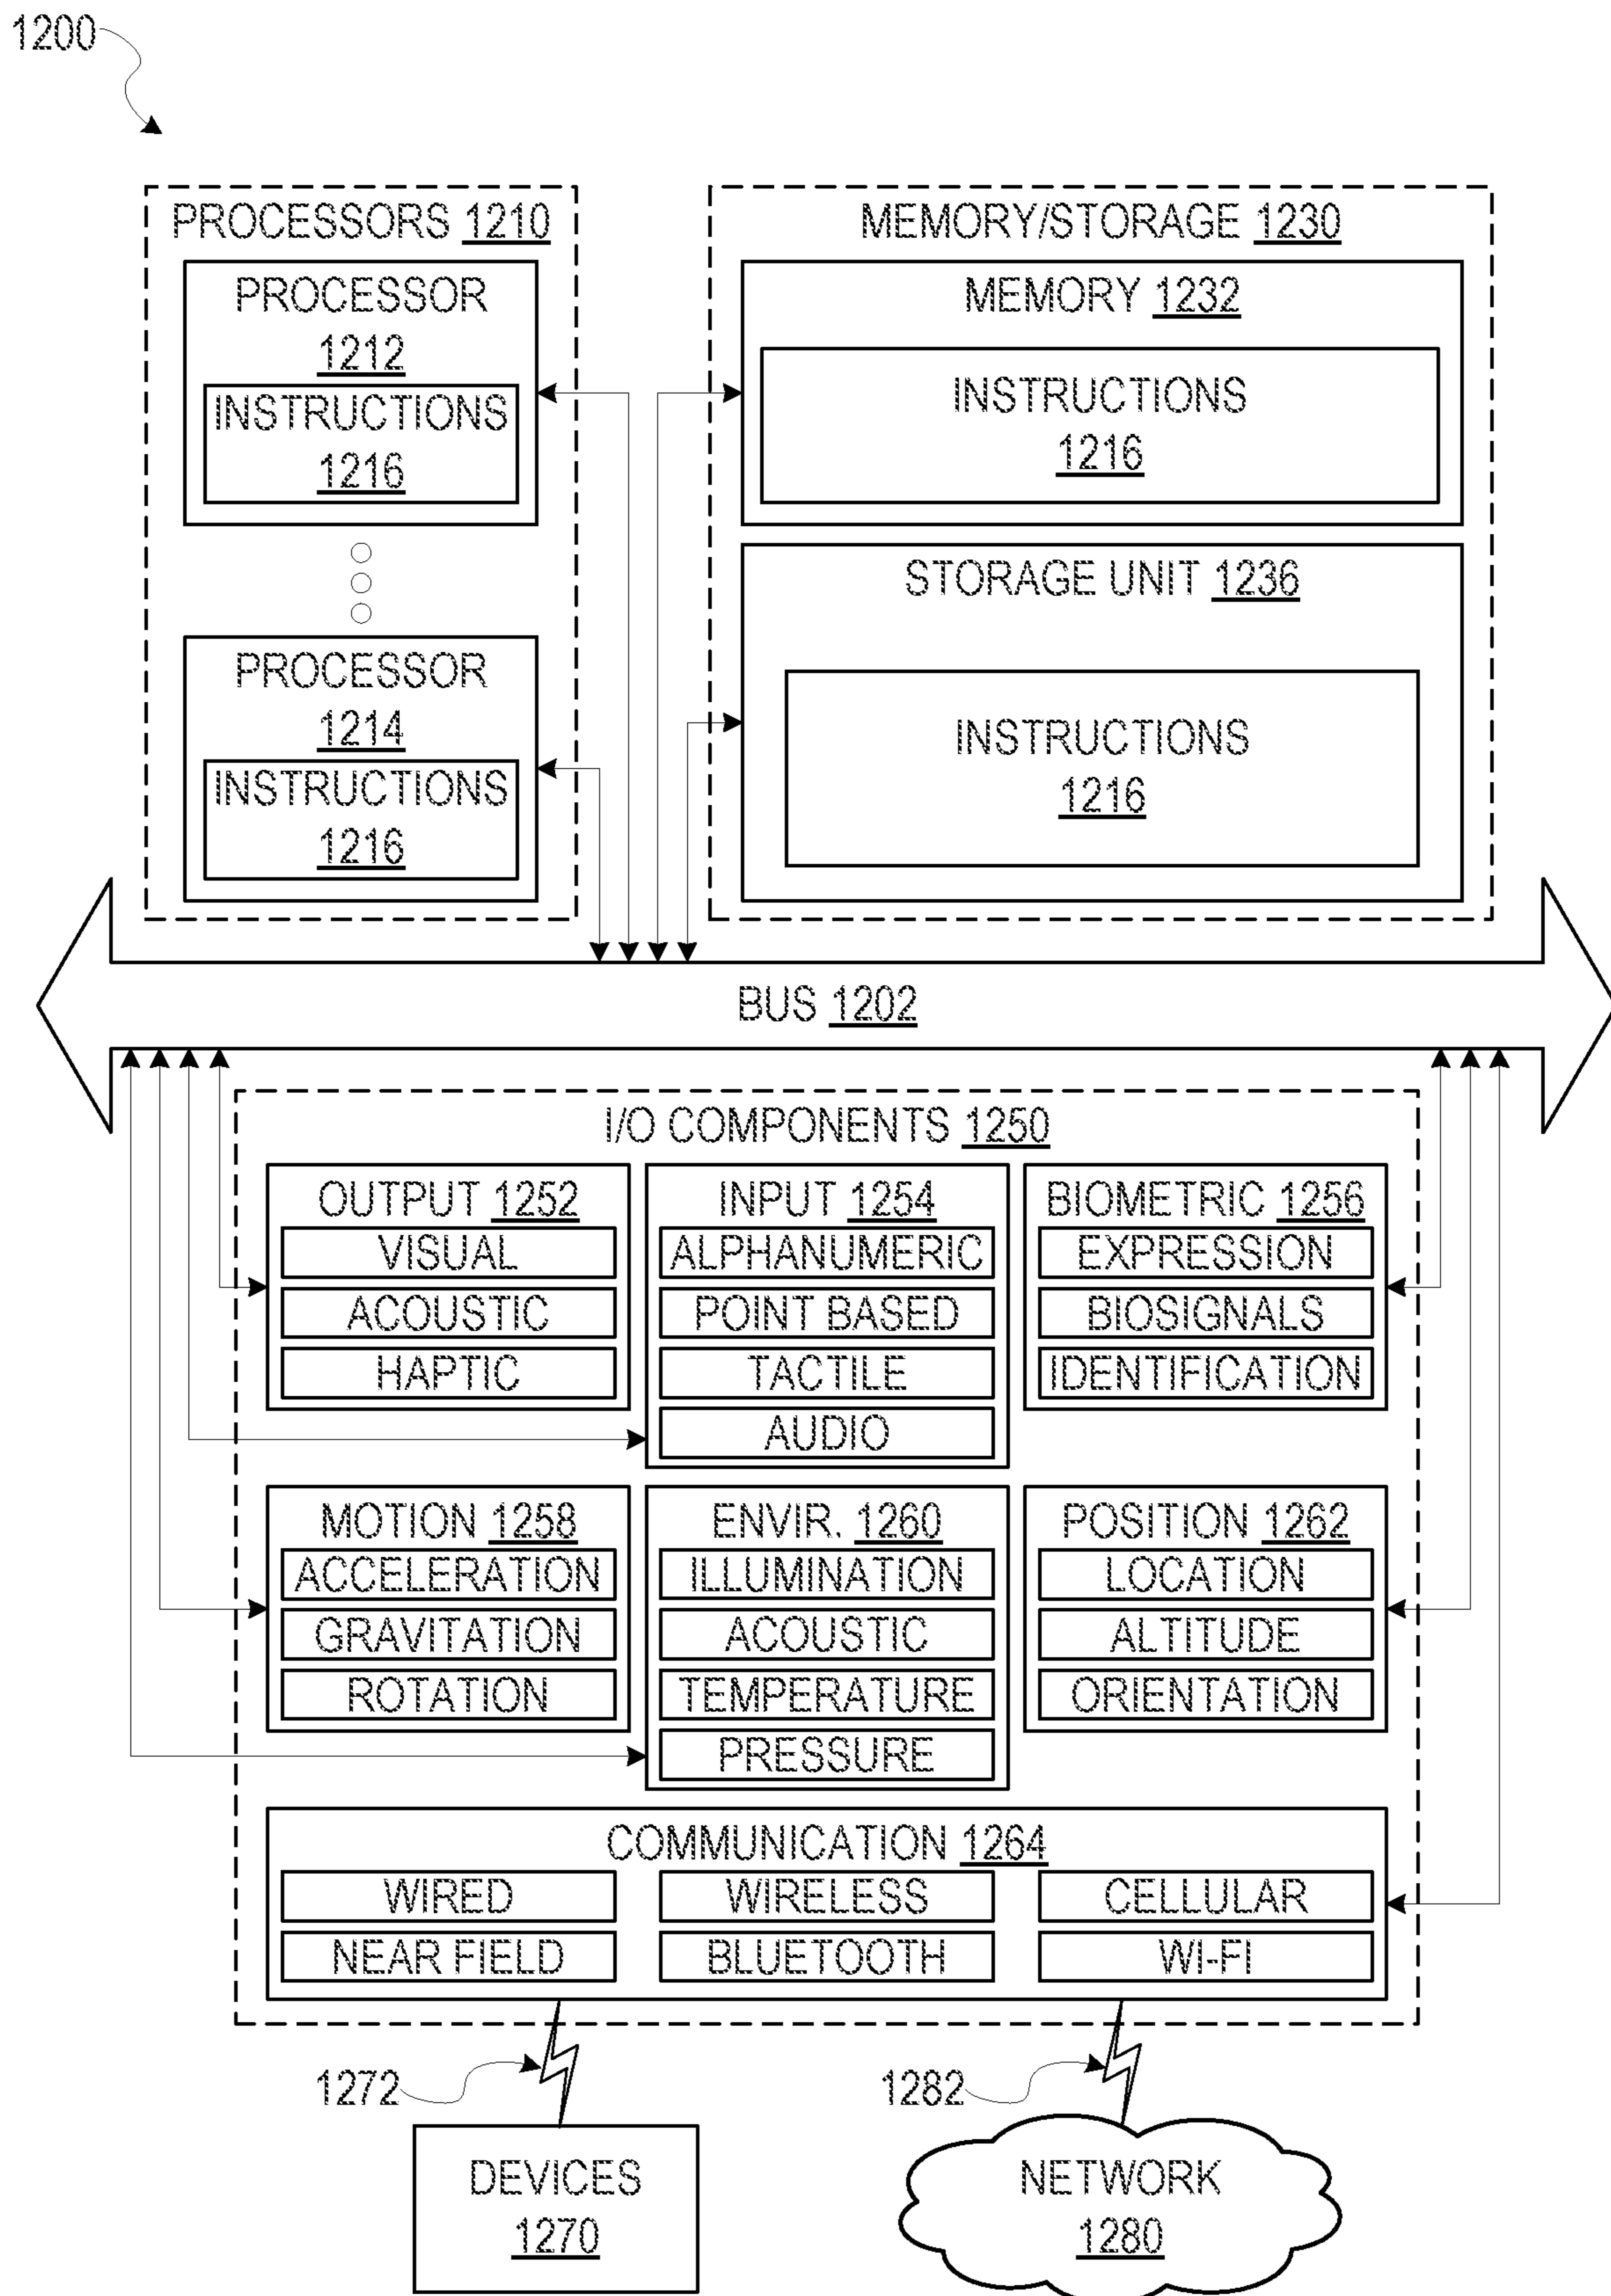 1200
PROCESSORS 1210
PROCESSOR
1212
INSTRUCTIONS
1216
PROCESSOR
1214
INSTRUCTIONS
1216
MEMORY/STORAGE 1230
MEMORY 1232
INSTRUCTIONS
1216
STORAGE UNIT 1236
INSTRUCTIONS
1216
BUS 1202
I/O COMPONENTS 1250
OUTPUT 1252
VISUAL
ACOUSTIC
HAPTIC
INPUT 1254
ALPHANUMERIC
POINT BASED
TACTILE
AUDIO
BIOMETRIC 1256
EXPRESSION
BIOSIGNALS
IDENTIFICATION
MOTION 1258
ACCELERATION
GRAVITATION
ROTATION
ENVIR. 1260
ILLUMINATION
ACOUSTIC
TEMPERATURE
PRESSURE
POSITION 1262
LOCATION
ALTITUDE
ORIENTATION
COMMUNICATION 1264
WIRED
WIRELESS
CELLULAR
NEAR FIELD
BLUETOOTH
WI-FI
1272
1282
DEVICES
1270
NETWORK
1280